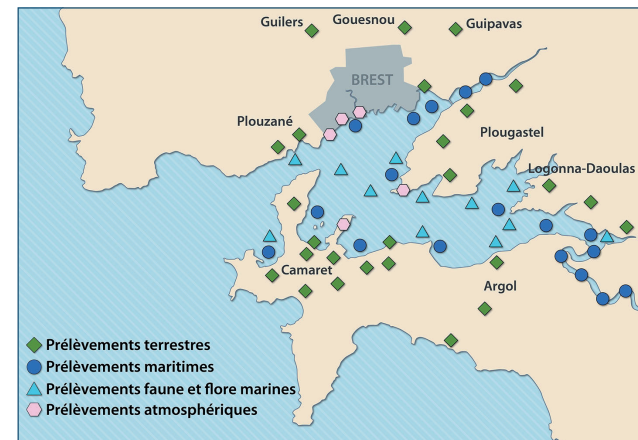 Guilers
Gouesnou
Guipavas
BREST
Plouzané
Plougastel
Logonna-Daoulas
Camaret
Argol
Prélèvements terrestres
Prélèvements maritimes
Prélèvements faune et flore marines
Prélèvements atmosphériques